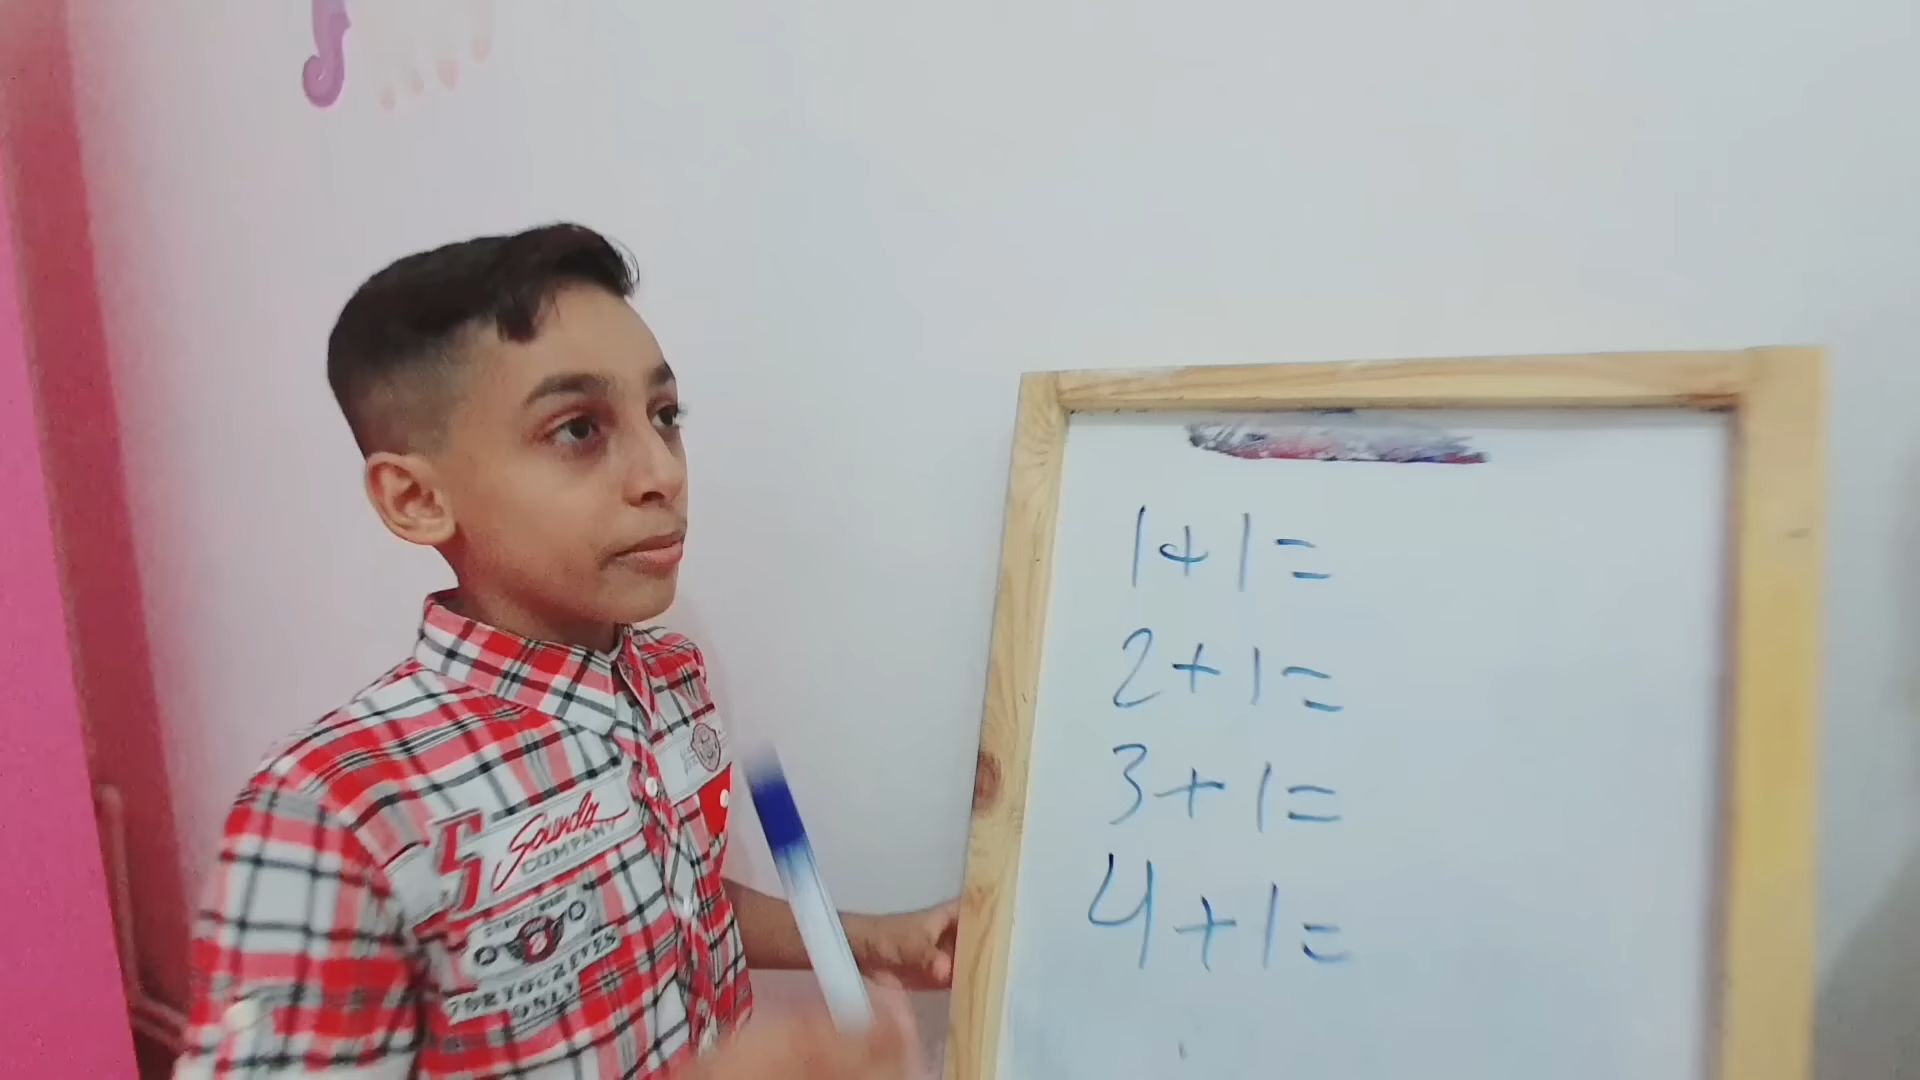 1+1=
2+1=
3+1=
4+1=
Sounds
COMPANY
ONLY